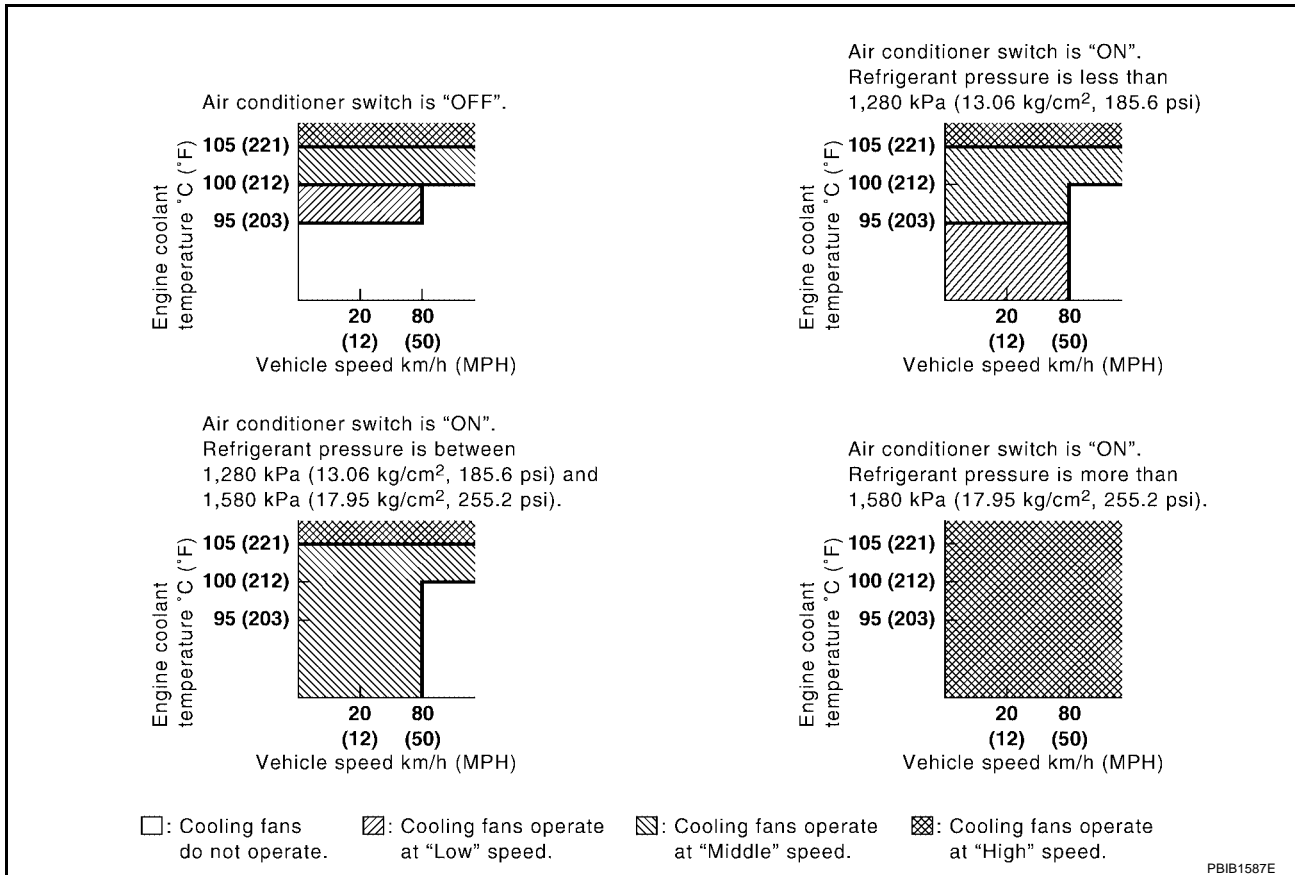 Air conditioner switch is “OFF”.
Engine coolant
temperature ˚C (˚F)
105 (221)
100 (212)
95 (203)
20
(12)
80
(50)
Vehicle speed km/h (MPH)
Air conditioner switch is “ON”.
Refrigerant pressure is less than
1,280 kPa (13.06 kg/cm², 185.6 psi)
Engine coolant
temperature ˚C (˚F)
105 (221)
100 (212)
95 (203)
20
(12)
80
(50)
Vehicle speed km/h (MPH)
Air conditioner switch is “ON”.
Refrigerant pressure is between
1,280 kPa (13.06 kg/cm², 185.6 psi) and
1,580 kPa (17.95 kg/cm², 255.2 psi).
Engine coolant
temperature ˚C (˚F)
105 (221)
100 (212)
95 (203)
20
(12)
80
(50)
Vehicle speed km/h (MPH)
Air conditioner switch is “ON”.
Refrigerant pressure is more than
1,580 kPa (17.95 kg/cm², 255.2 psi).
Engine coolant
temperature ˚C (˚F)
105 (221)
100 (212)
95 (203)
20
(12)
80
(50)
Vehicle speed km/h (MPH)
: Cooling fans
do not operate.
: Cooling fans operate
at “Low” speed.
: Cooling fans operate
at “Middle” speed.
: Cooling fans operate
at “High” speed.
PBIB1587E